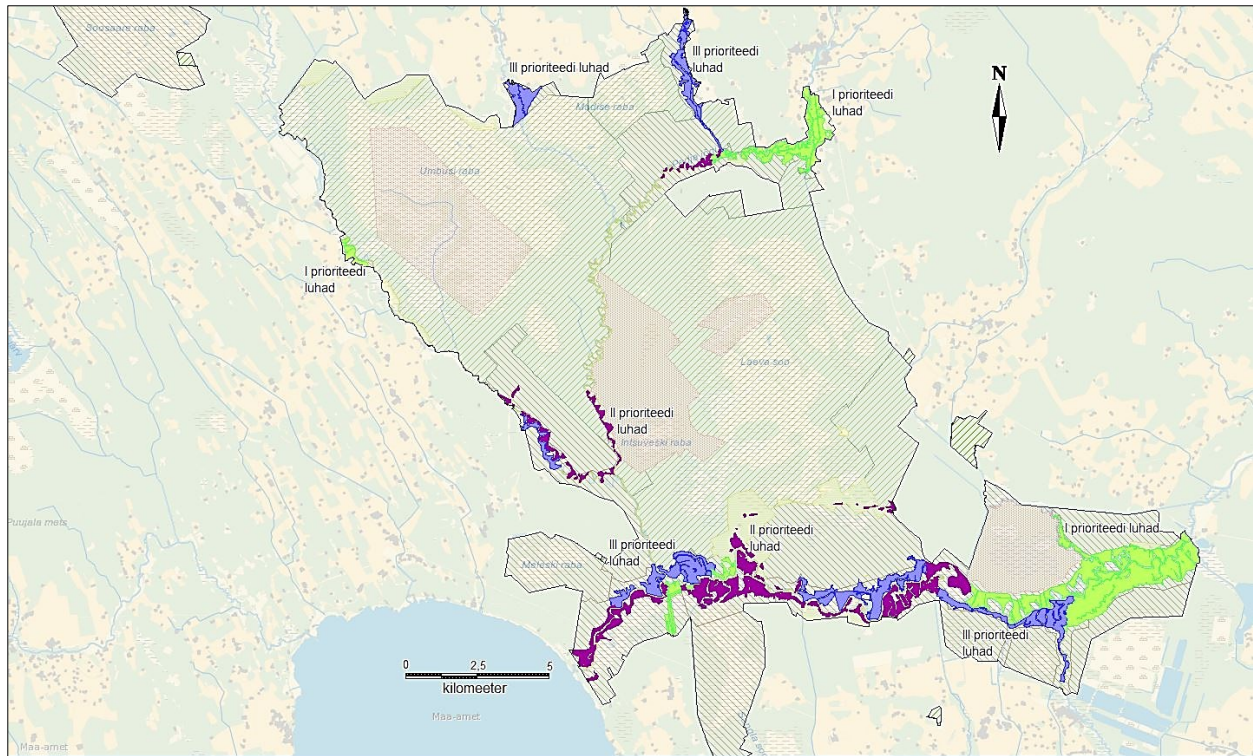 Soosaare raba
III prioriteedi luhad
III prioriteedi
luhad
I prioriteedi
luhad
N
Madise raba
Umbusi raba
I prioriteedi
luhad
Laeva soo
II prioriteedi
luhad
Intsuveski raba
Puujala mets
I prioriteedi luhad
II prioriteedi
luhad
III prioriteedi
luhad
Meleski raba
III prioriteedi
luhad
0 2,5 5
kilomeeter
Maa-amet
Maa-amet